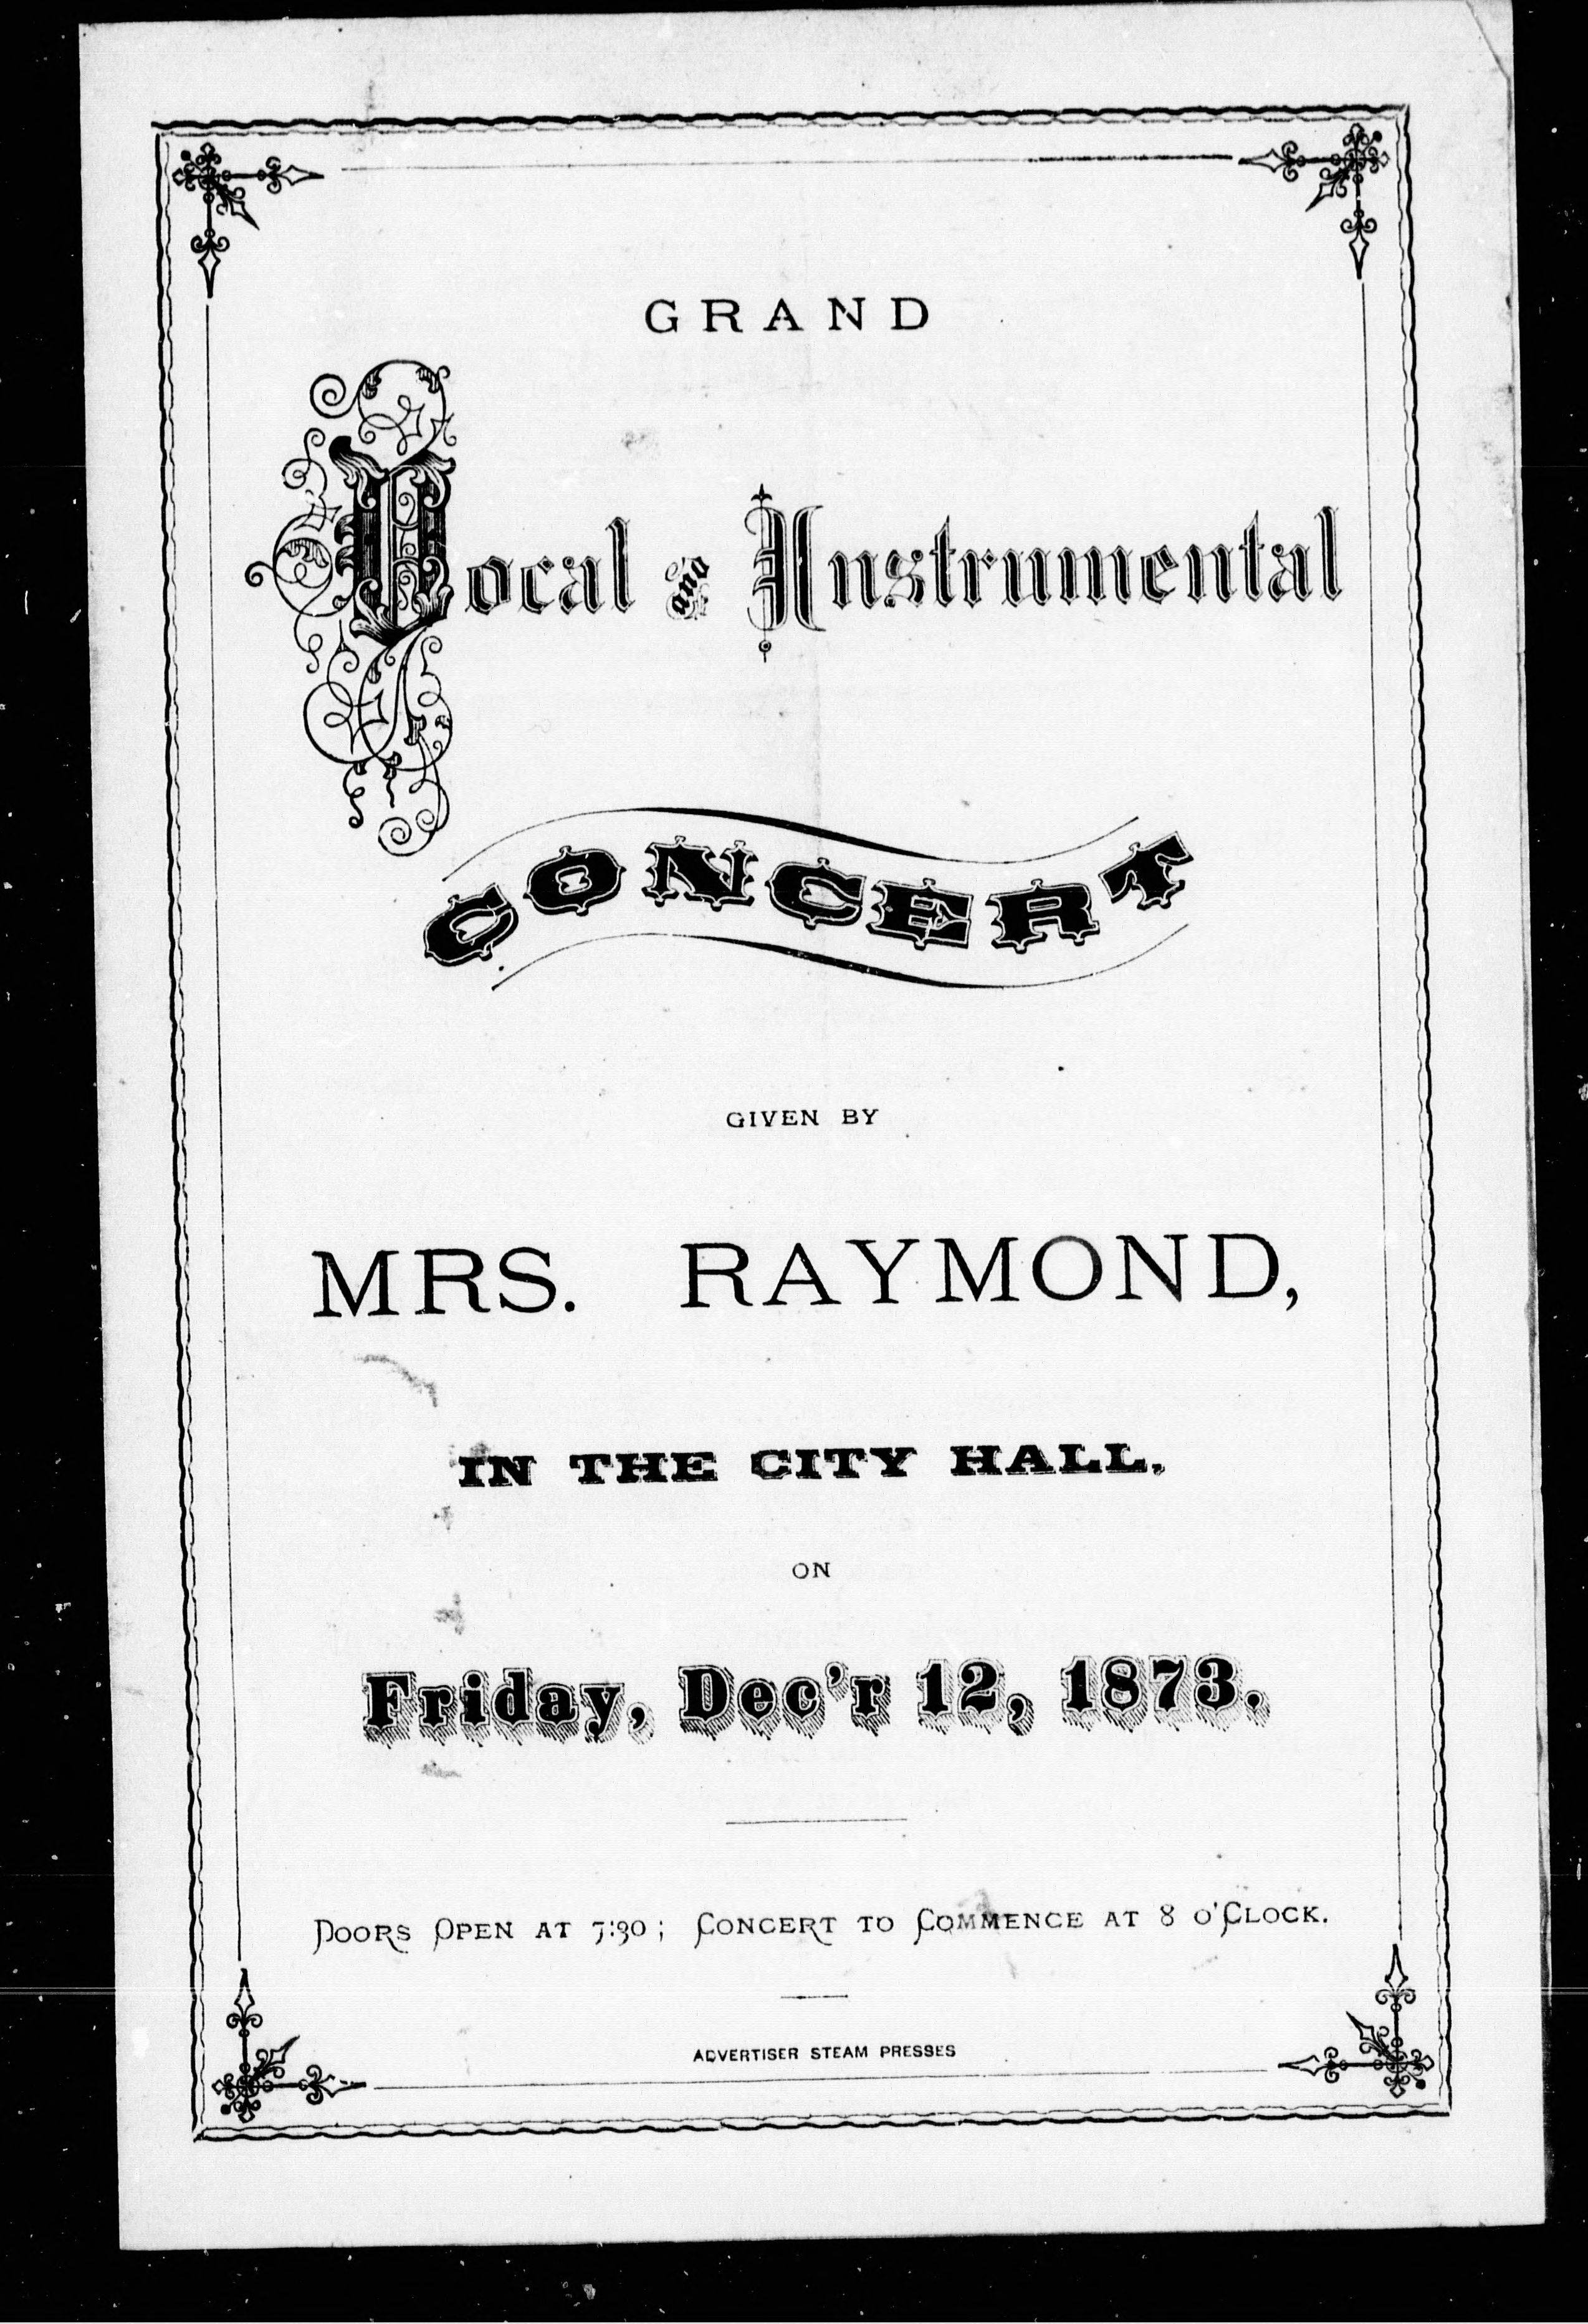 GRAND
Vocal and Instrumental
CONCERT
GIVEN BY
MRS. RAYMOND,
IN THE CITY HALL,
ON
Friday, Dec'r 12, 1873.
DOORS OPEN AT 7:30; CONCERT TO COMMENCE AT 8 O'CLOCK.
ADVERTISER STEAM PRESSES